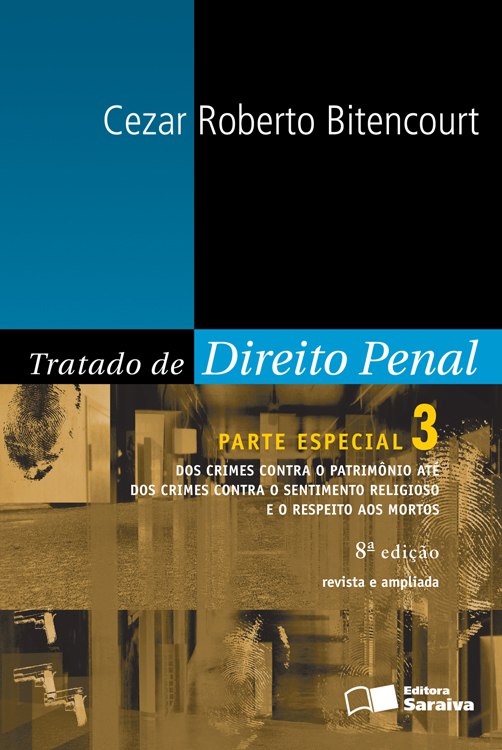 Cezar Roberto Bitencourt
Tratado de Direito Penal
PARTE ESPECIAL 3
DOS CRIMES CONTRA O PATRIMÔNIO ATÉ
DOS CRIMES CONTRA O SENTIMENTO RELIGIOSO
E O RESPEITO AOS MORTOS
8ª edição
revista e ampliada
Editora
Saraiva